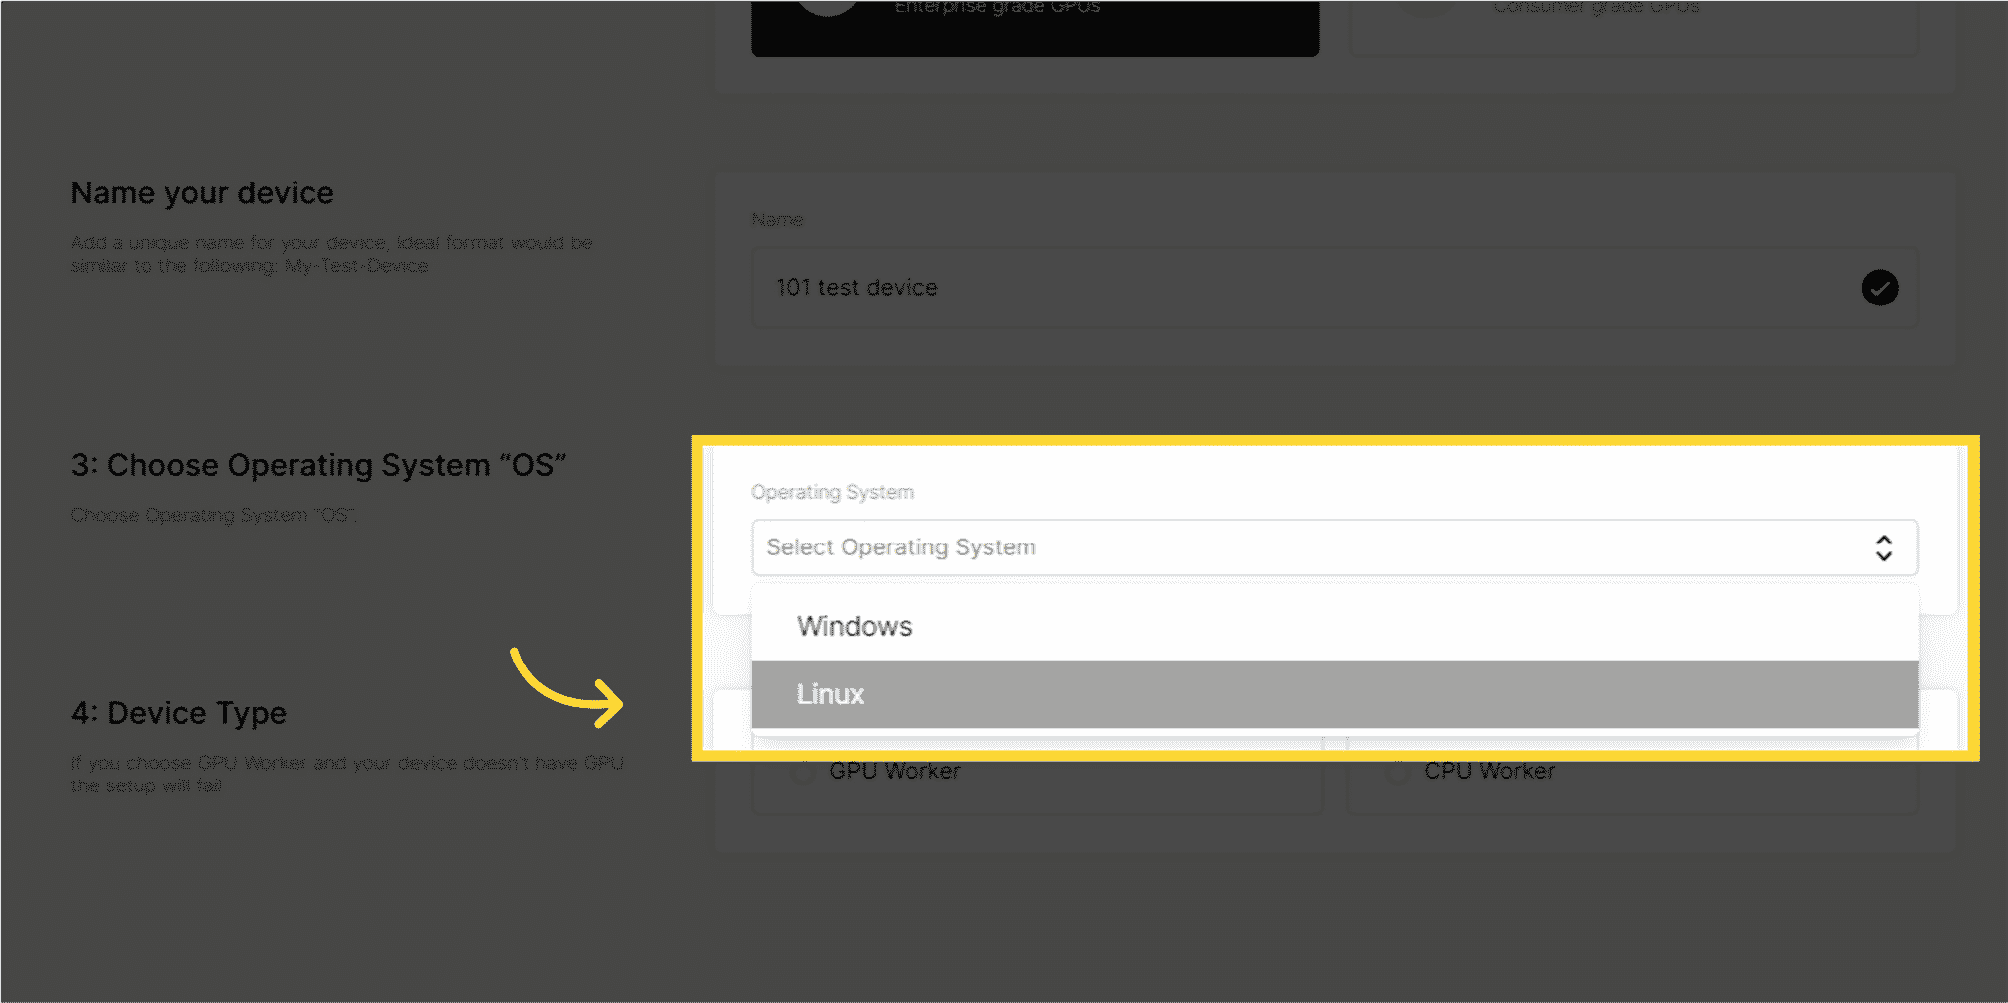 Enterprise grade GPUs
Consumer grade GPUs
Name your device
Add a unique name for your device, Ideal format would be
similar to the following: My-Test-Device
Name
101 test device
3: Choose Operating System “OS”
Choose Operating System “OS”.
Operating System
Select Operating System
Windows
Linux
4: Device Type
If you choose GPU Worker and your device doesn't have GPU
the setup will fail
GPU Worker
CPU Worker